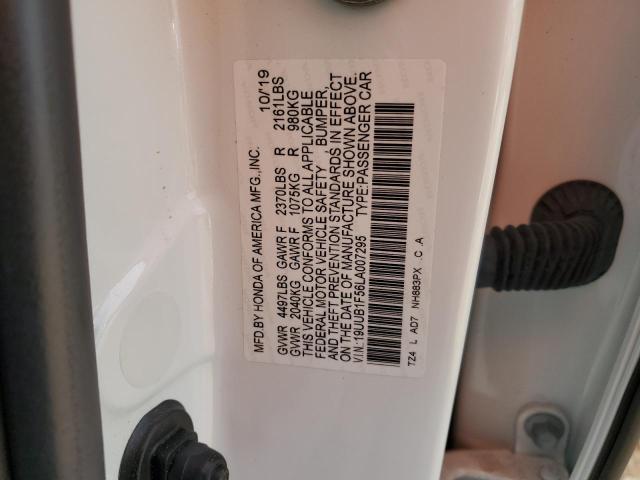 MFD BY HONDA OF AMERICA MFG.,INC. 10/'19
GVWR 4497LBS GAWR F 2370LBS R 2161LBS
GVWR 2040KG GAWR F 1075KG R 980KG
THIS VEHICLE CONFORMS TO ALL APPLICABLE
FEDERAL MOTOR VEHICLE SAFETY , BUMPER,
AND THEFT PREVENTION STANDARDS IN EFFECT
ON THE DATE OF MANUFACTURE SHOWN ABOVE.
VIN:19UUB1F56LA007295 TYPE:PASSENGER CAR
TZ4 L AD7 NH883PX .C .A